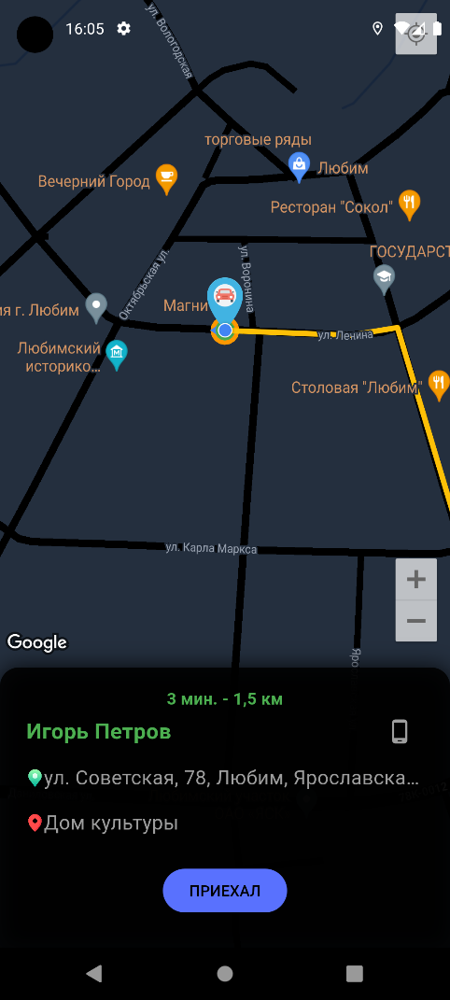 16:05
ул. Вологодская
торговые ряды
Любим
Вечерний Город
Ресторан "Сокол"
ул. Воронина
ГОСУДАРСТ
Октябрьская ул.
ия г. Любим
Магни
ул. Ленина
Любимский
историко...
Столовая "Любим"
ул. Карла Маркса
Яро
Google
3 мин. - 1,5 км
Игорь Петров
ул. Советская, 78, Любим, Ярославска...
Дом культуры
ПРИЕХАЛ